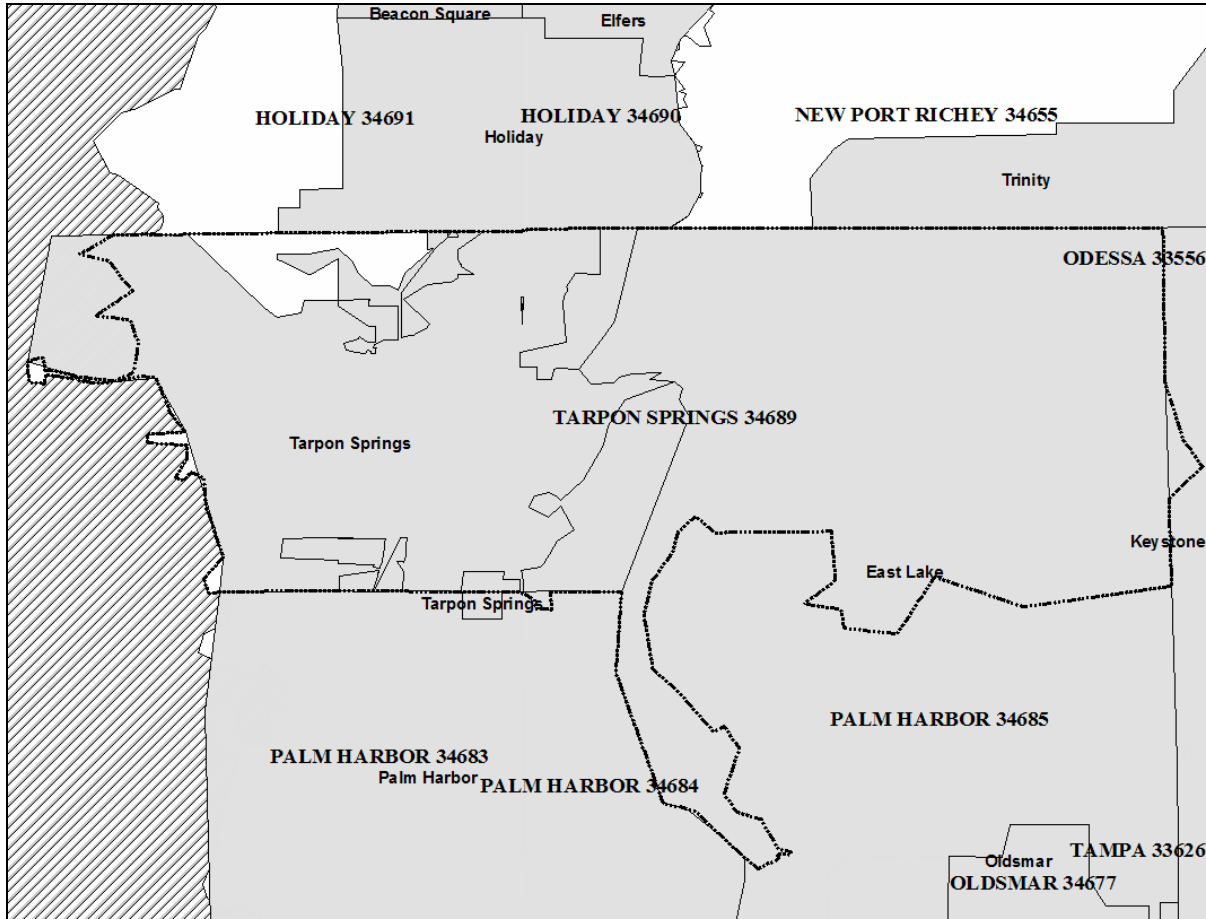 Beacon Square
Elfers
HOLIDAY 34691
HOLIDAY 34690
NEW PORT RICHEY 34655
Holiday
Trinity
ODESSA 33556
TARPON SPRINGS 34689
Tarpon Springs
Keystone
East Lake
Tarpon Springs
PALM HARBOR 34685
PALM HARBOR 34683
Palm Harbor
PALM HARBOR 34684
TAMPA 33626
Oldsmar
OLDSMAR 34677